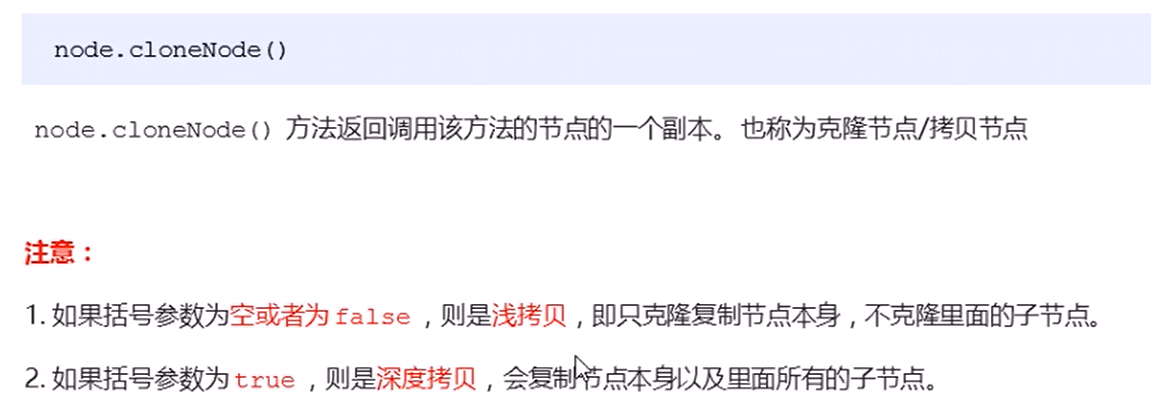 node.cloneNode()
node.cloneNode() 方法返回调用该方法的节点的一个副本。 也称为克隆节点/拷贝节点
注意：
1. 如果括号参数为空或者为 false ，则是浅拷贝，即只克隆复制节点本身，不克隆里面的子节点。
2. 如果括号参数为 true ，则是深度拷贝，会复制节点本身以及里面所有的子节点。